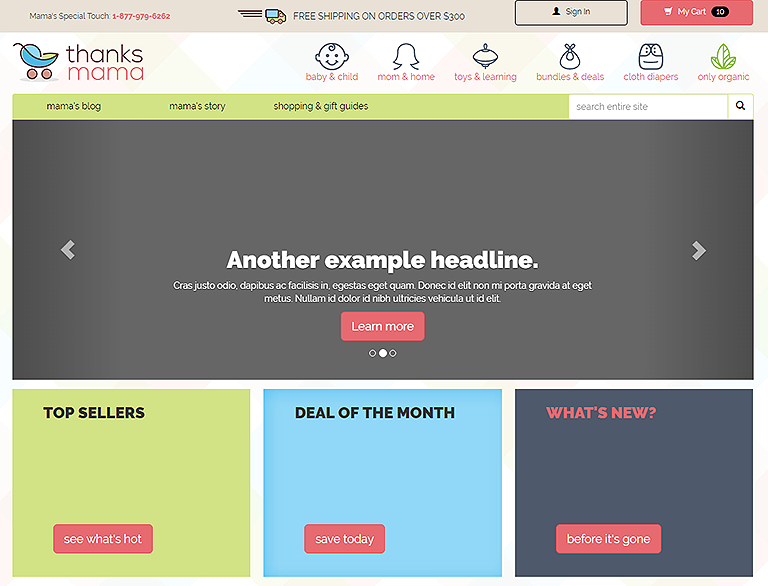 Mama's Special Touch: 1-877-979-6262
FREE SHIPPING ON ORDERS OVER $300
Sign In
My Cart 10
thanks
mama
baby & child
mom & home
toys & learning
bundles & deals
cloth diapers
only organic
mama's blog
mama's story
shopping & gift guides
search entire site
Another example headline.
Cras justo odio, dapibus ac facilisis in, egestas eget quam. Donec id elit non mi porta gravida at eget
metus. Nullam id dolor id nibh ultricies vehicula ut id elit.
Learn more
TOP SELLERS
see what's hot
DEAL OF THE MONTH
save today
WHAT'S NEW?
before it's gone